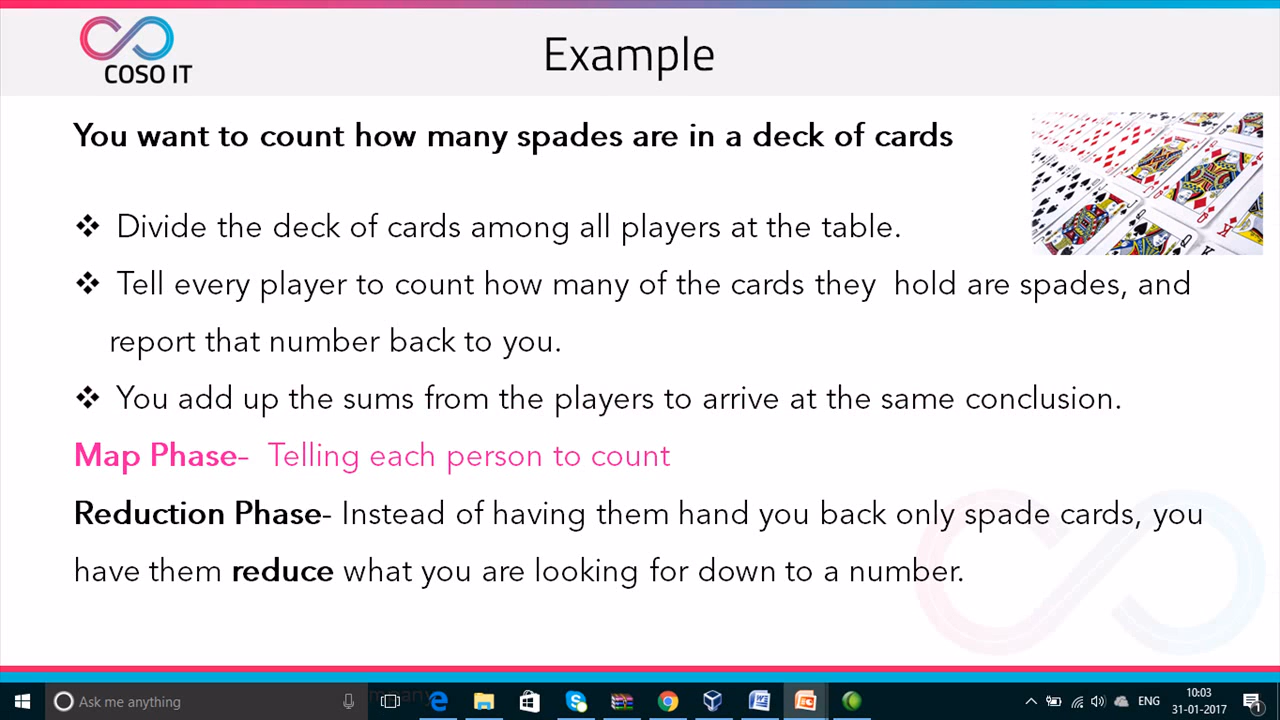 COSO IT
Example
You want to count how many spades are in a deck of cards
❖ Divide the deck of cards among all players at the table.
❖ Tell every player to count how many of the cards they hold are spades, and
report that number back to you.
❖ You add up the sums from the players to arrive at the same conclusion.
Map Phase- Telling each person to count
Reduction Phase- Instead of having them hand you back only spade cards, you
have them reduce what you are looking for down to a number.
Ask me anything
ENG
10:03
31-01-2017